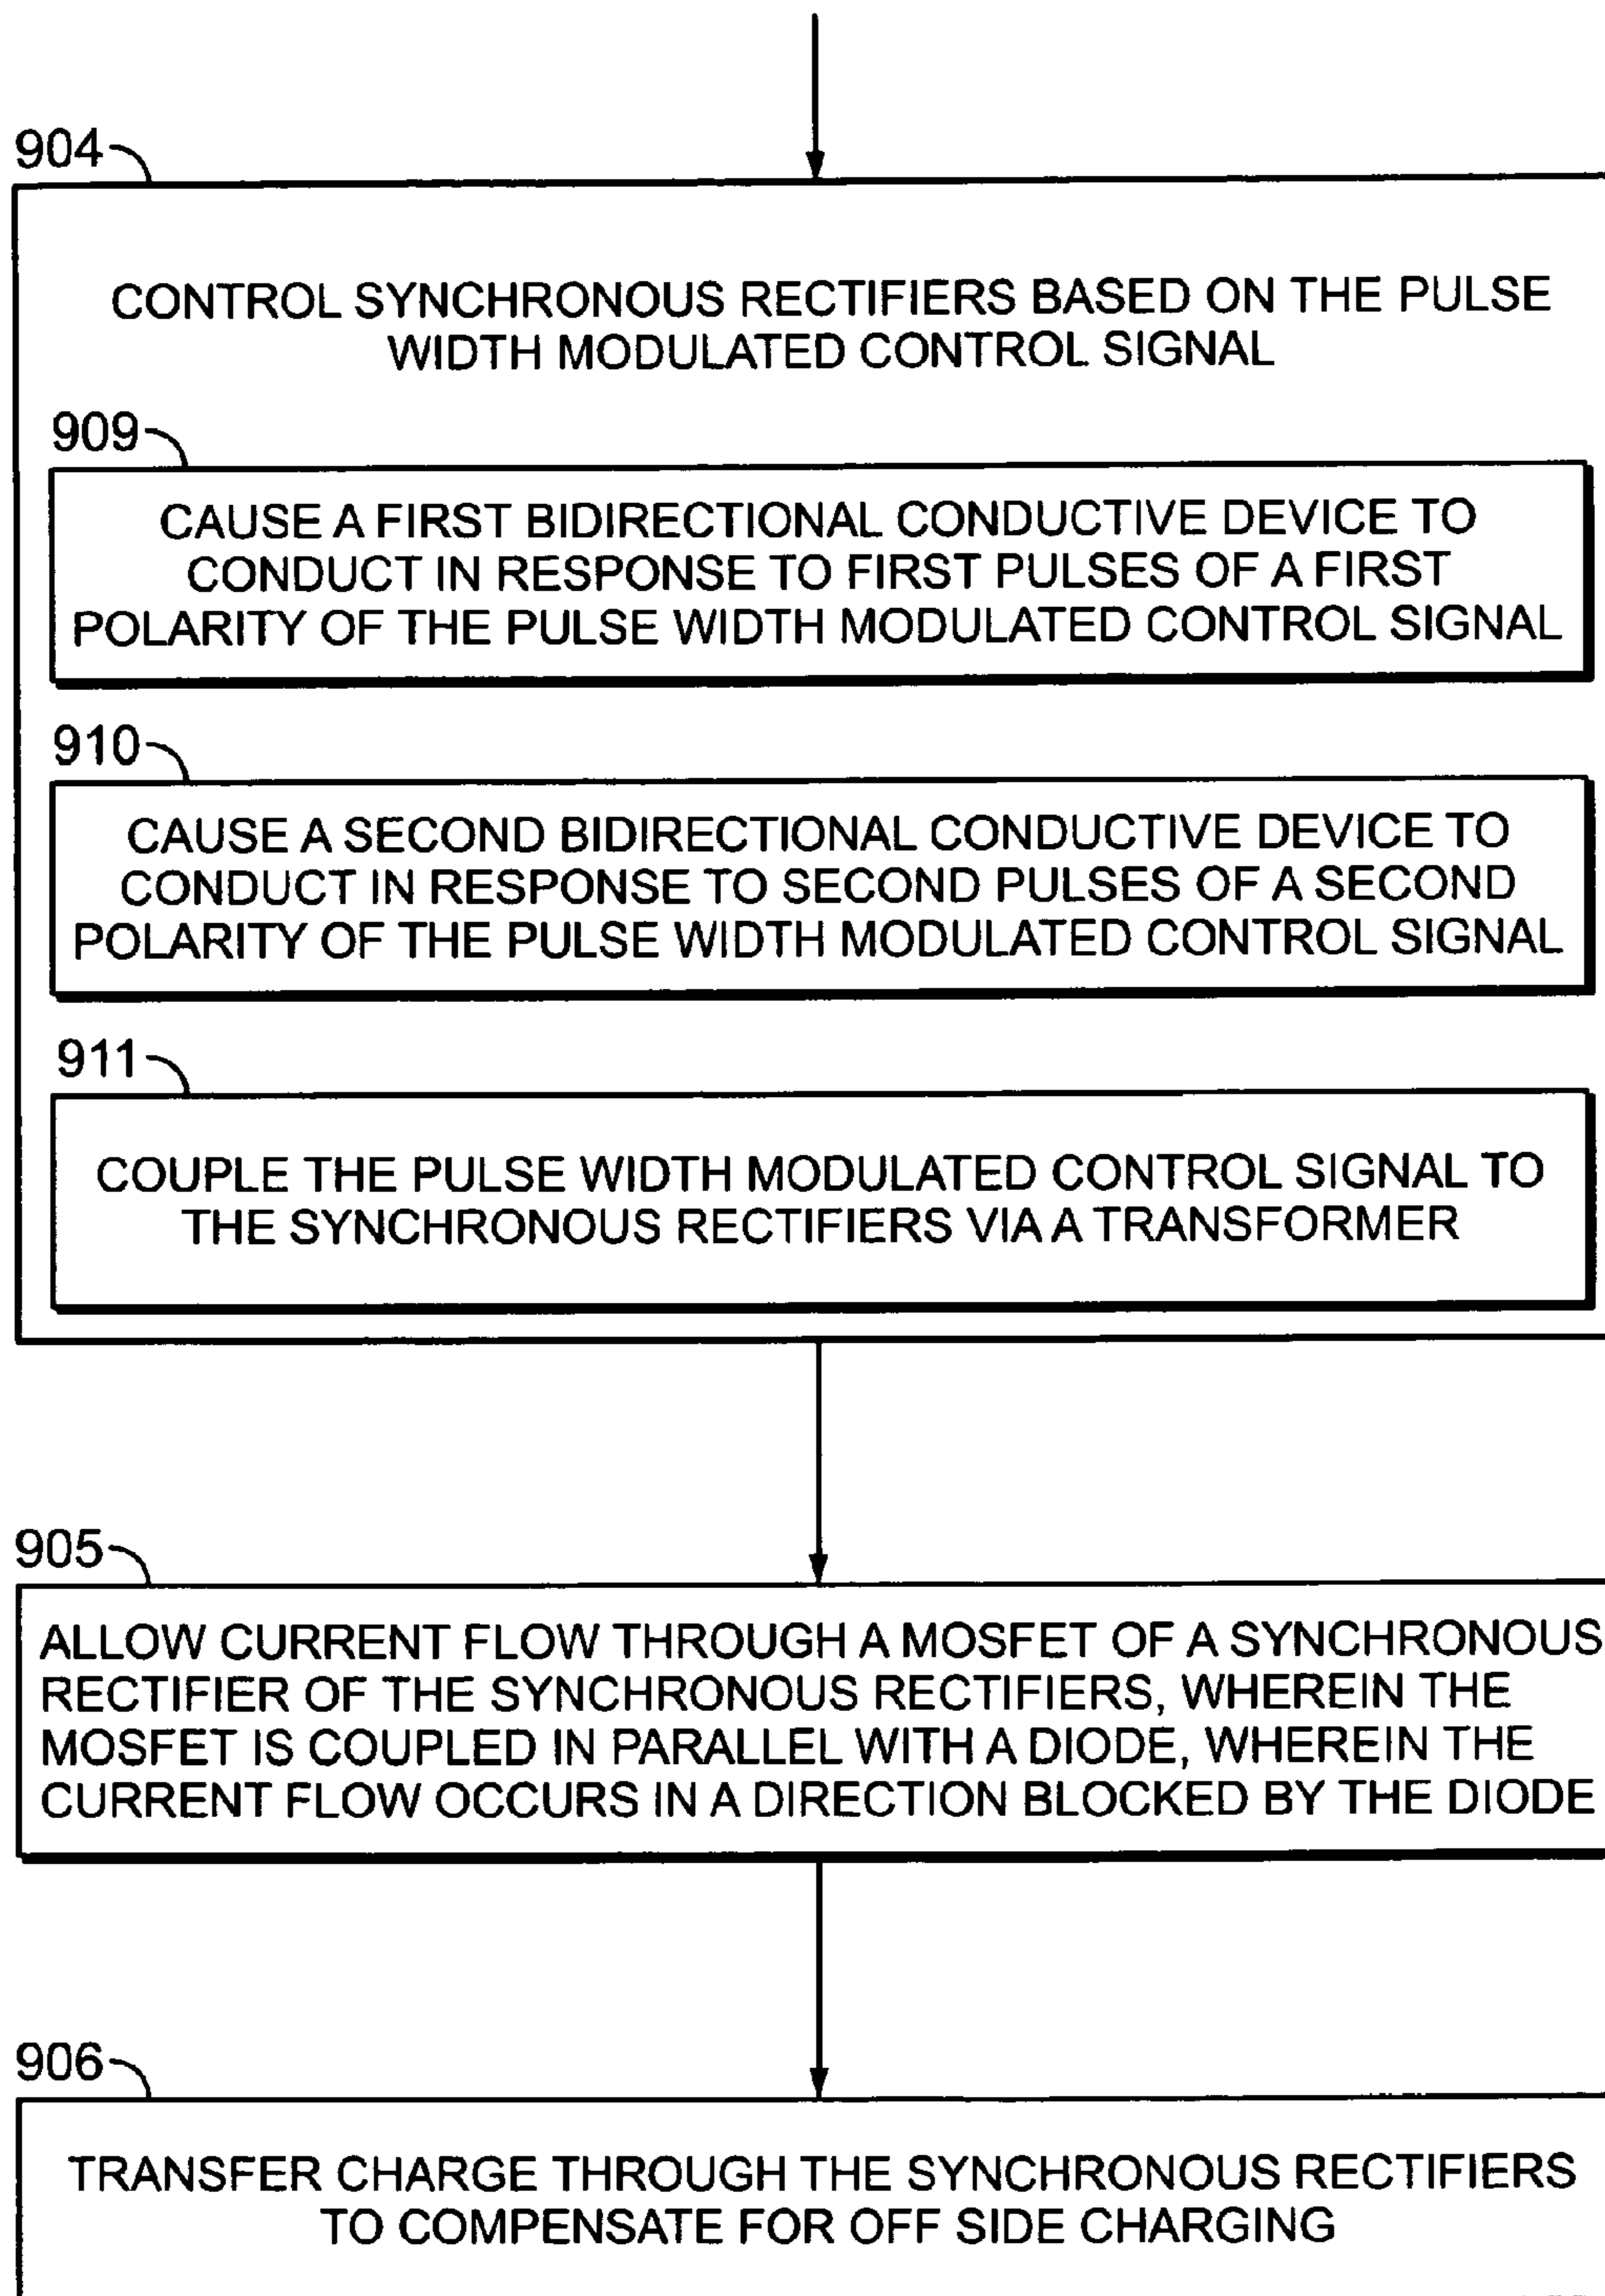 904
CONTROL SYNCHRONOUS RECTIFIERS BASED ON THE PULSE
WIDTH MODULATED CONTROL SIGNAL
909
CAUSE A FIRST BIDIRECTIONAL CONDUCTIVE DEVICE TO
CONDUCT IN RESPONSE TO FIRST PULSES OF A FIRST
POLARITY OF THE PULSE WIDTH MODULATED CONTROL SIGNAL
910
CAUSE A SECOND BIDIRECTIONAL CONDUCTIVE DEVICE TO
CONDUCT IN RESPONSE TO SECOND PULSES OF A SECOND
POLARITY OF THE PULSE WIDTH MODULATED CONTROL SIGNAL
911
COUPLE THE PULSE WIDTH MODULATED CONTROL SIGNAL TO
THE SYNCHRONOUS RECTIFIERS VIA A TRANSFORMER
905
ALLOW CURRENT FLOW THROUGH A MOSFET OF A SYNCHRONOUS
RECTIFIER OF THE SYNCHRONOUS RECTIFIERS, WHEREIN THE
MOSFET IS COUPLED IN PARALLEL WITH A DIODE, WHEREIN THE
CURRENT FLOW OCCURS IN A DIRECTION BLOCKED BY THE DIODE
906
TRANSFER CHARGE THROUGH THE SYNCHRONOUS RECTIFIERS
TO COMPENSATE FOR OFF SIDE CHARGING